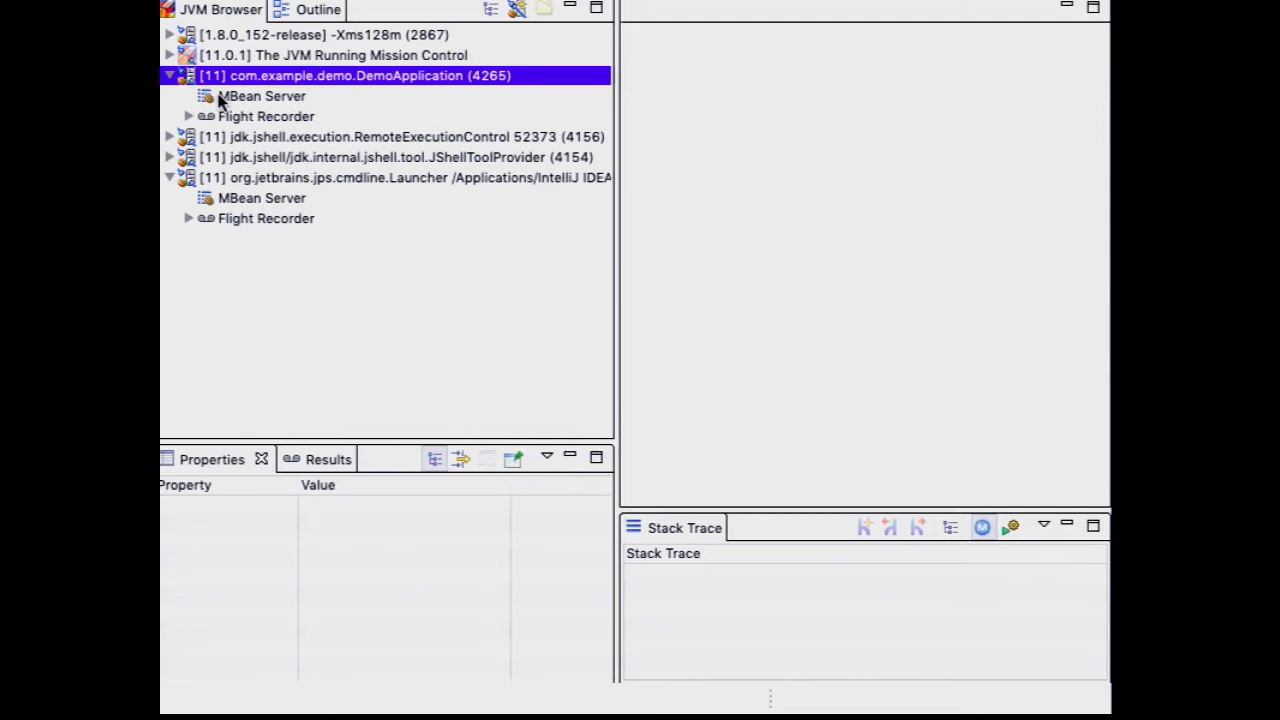 JVM Browser
Outline
[1.8.0_152-release] -Xms128m (2867)
[11.0.1] The JVM Running Mission Control
[11] com.example.demo.DemoApplication (4265)
MBean Server
Flight Recorder
[11] jdk.jshell.execution.RemoteExecutionControl 52373 (4156)
[11] jdk.jshell/jdk.internal.jshell.tool.JShellToolProvider (4154)
[11] org.jetbrains.jps.cmdline.Launcher /Applications/IntelliJ IDEA
MBean Server
Flight Recorder
Properties
Results
Property
Value
Stack Trace
Stack Trace